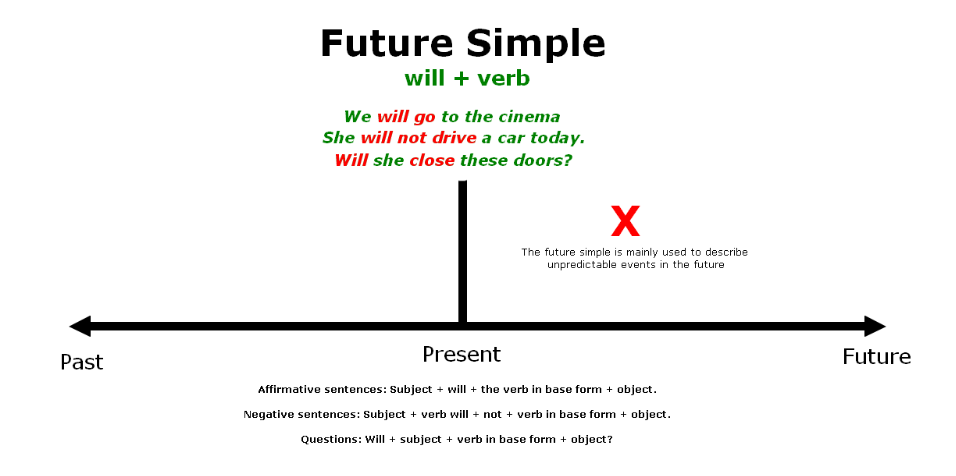 Future Simple
will + verb
We will go to the cinema
She will not drive a car today.
Will she close these doors?
X
The future simple is mainly used to describe
unpredictable events in the future
Past
Present
Future
Affirmative sentences: Subject + will + the verb in base form + object.
Negative sentences: Subject + verb will + not + verb in base form + object.
Questions: Will + subject + verb in base form + object?